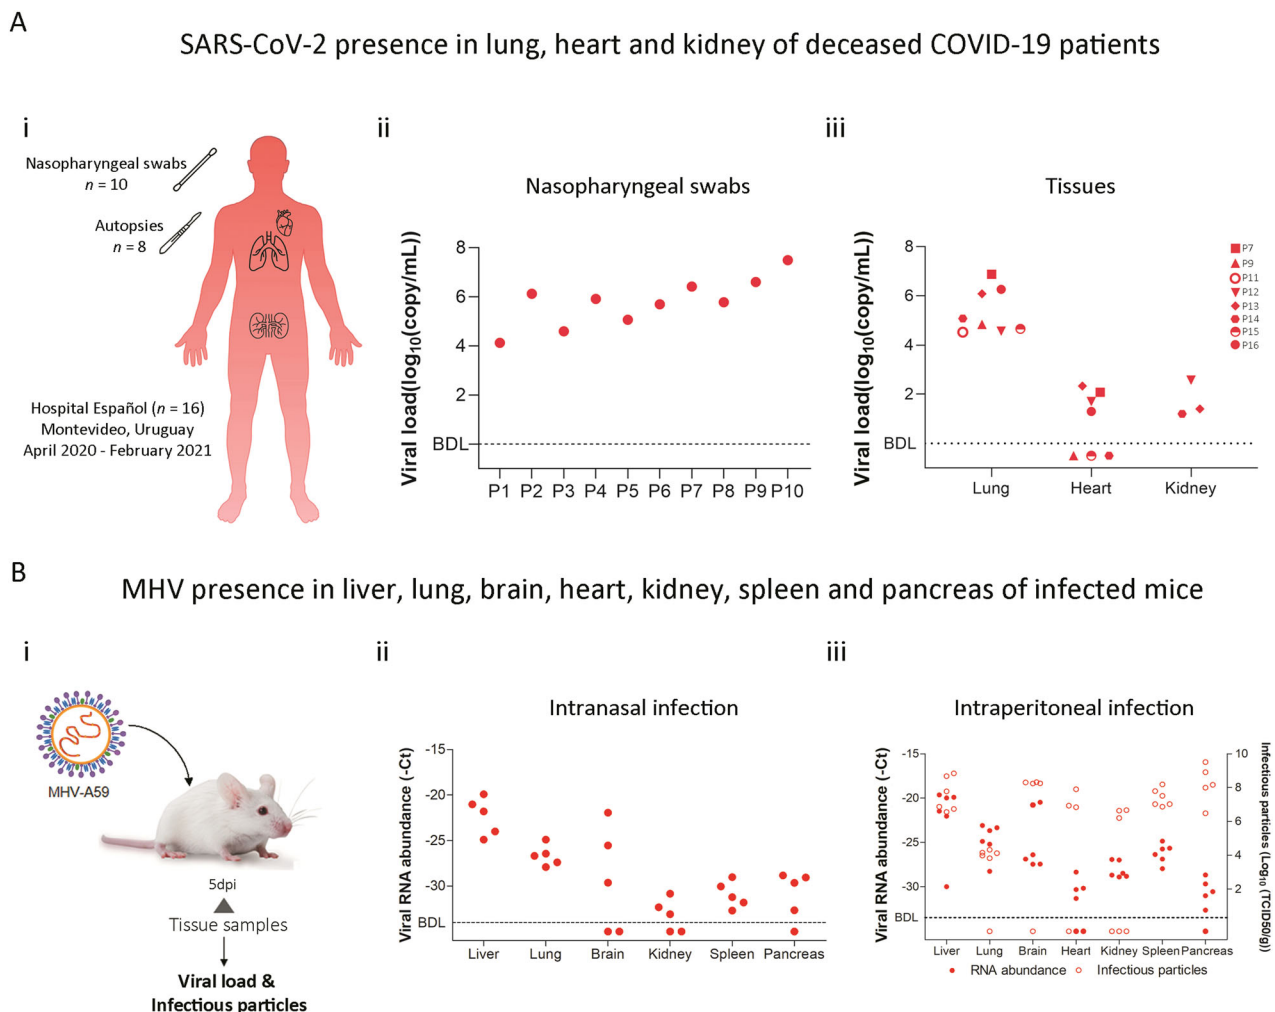 A
SARS-CoV-2 presence in lung, heart and kidney of deceased COVID-19 patients
i
Nasopharyngeal swabs
n = 10
Autopsies
n = 8
Hospital Español (n = 16)
Montevideo, Uruguay
April 2020 - February 2021
ii
Nasopharyngeal swabs
Viral load(log10(copy/mL))
8
6
4
2
BDL
P1 P2 P3 P4 P5 P6 P7 P8 P9 P10
iii
Tissues
Viral load(log10(copy/mL))
8
6
4
2
BDL
Lung Heart Kidney
P7
P9
P11
P12
P13
P14
P15
P16
B
MHV presence in liver, lung, brain, heart, kidney, spleen and pancreas of infected mice
i
MHV-A59
5dpi
Tissue samples
Viral load &
Infectious particles
ii
Intranasal infection
Viral RNA abundance (-Ct)
-15
-20
-25
-30
BDL
Liver Lung Brain Kidney Spleen Pancreas
iii
Intraperitoneal infection
Viral RNA abundance (-Ct)
-15
-20
-25
-30
BDL
Liver Lung Brain Heart Kidney Spleen Pancreas
10
8
6
4
2
Infectious particles (Log10 (TCID50/g))
RNA abundance Infectious particles